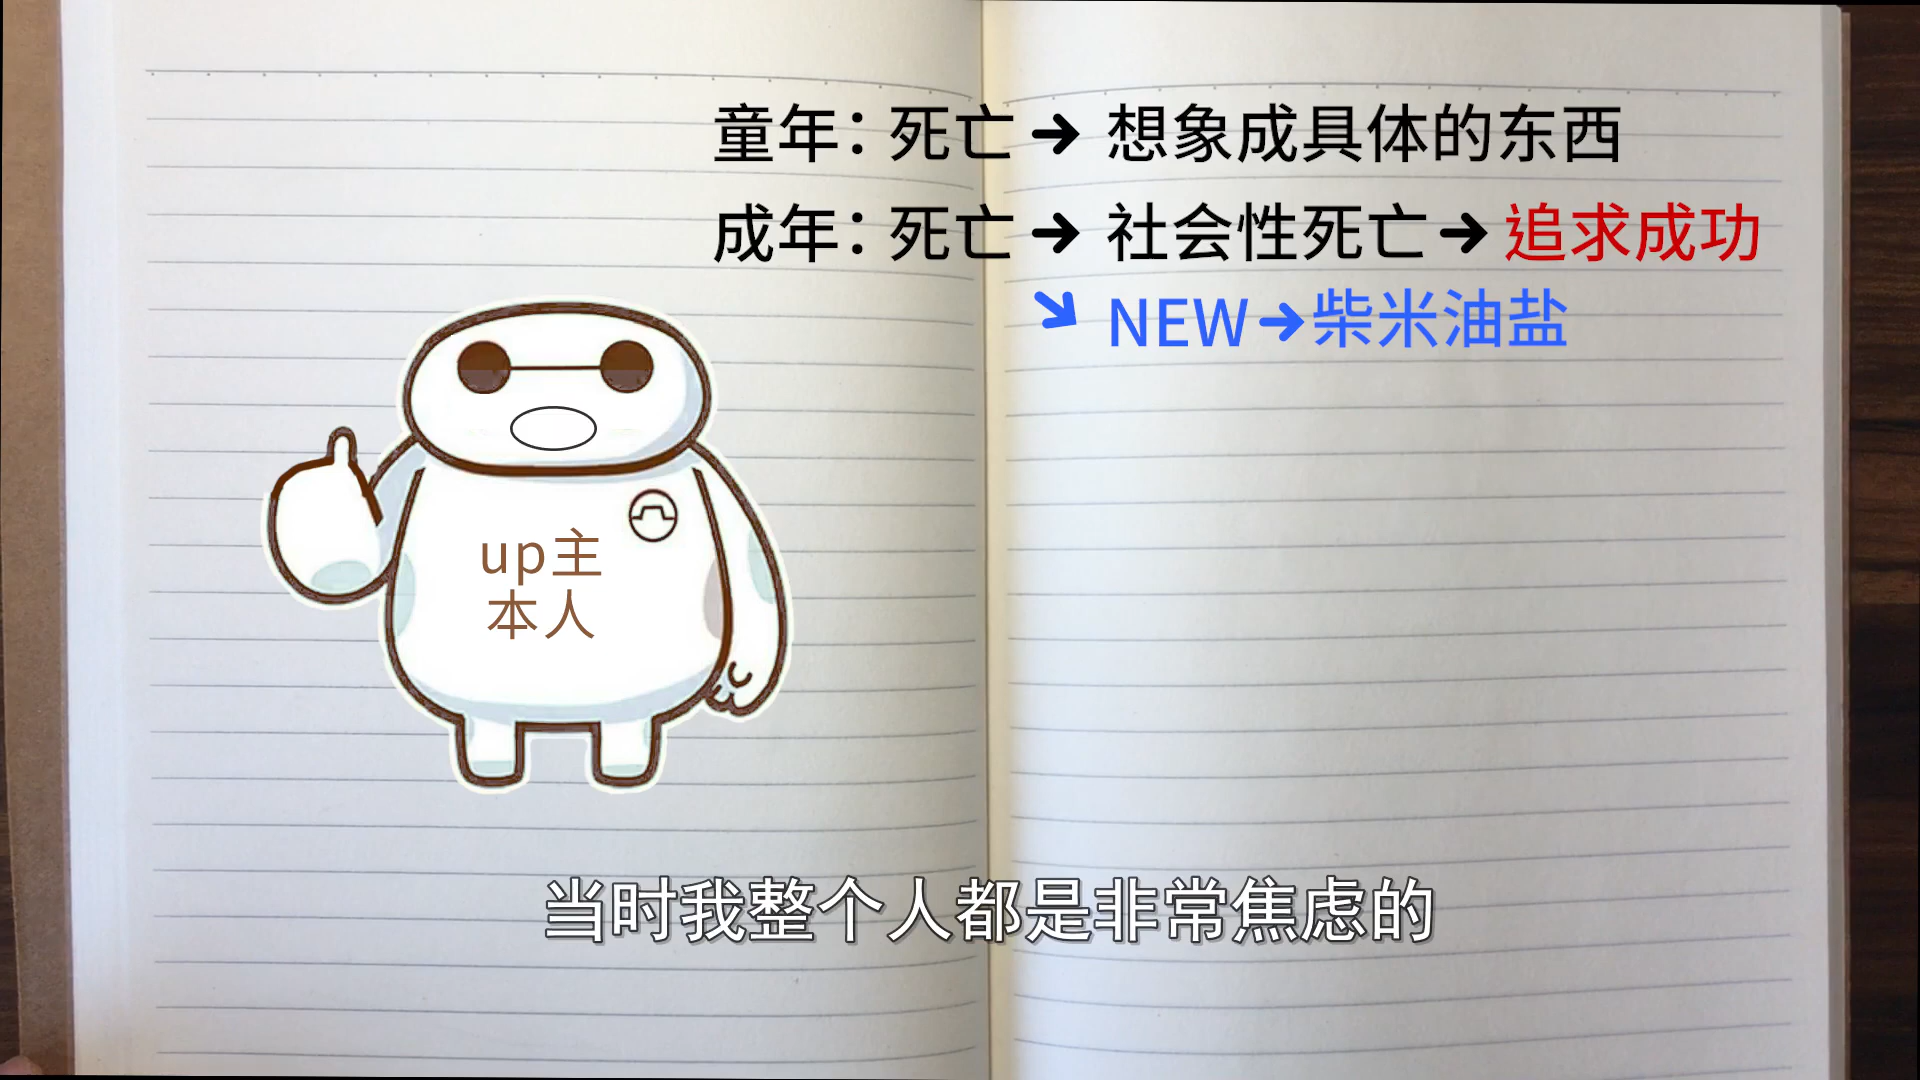 童年：死亡→想象成具体的东西
成年：死亡→社会性死亡→追求成功
↘NEW→柴米油盐
up主
本人
当时我整个人都是非常焦虑的